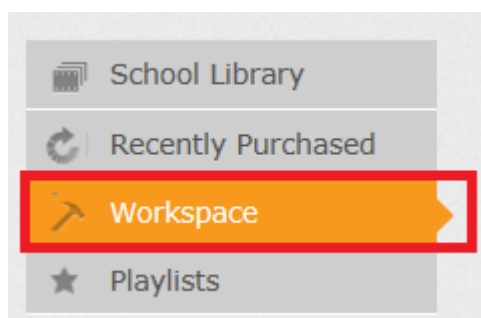 School Library
Recently Purchased
Workspace
Playlists